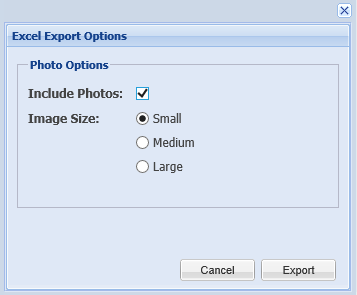 Excel Export Options
Photo Options
Include Photos:
Image Size: Small
Medium
Large
Cancel Export